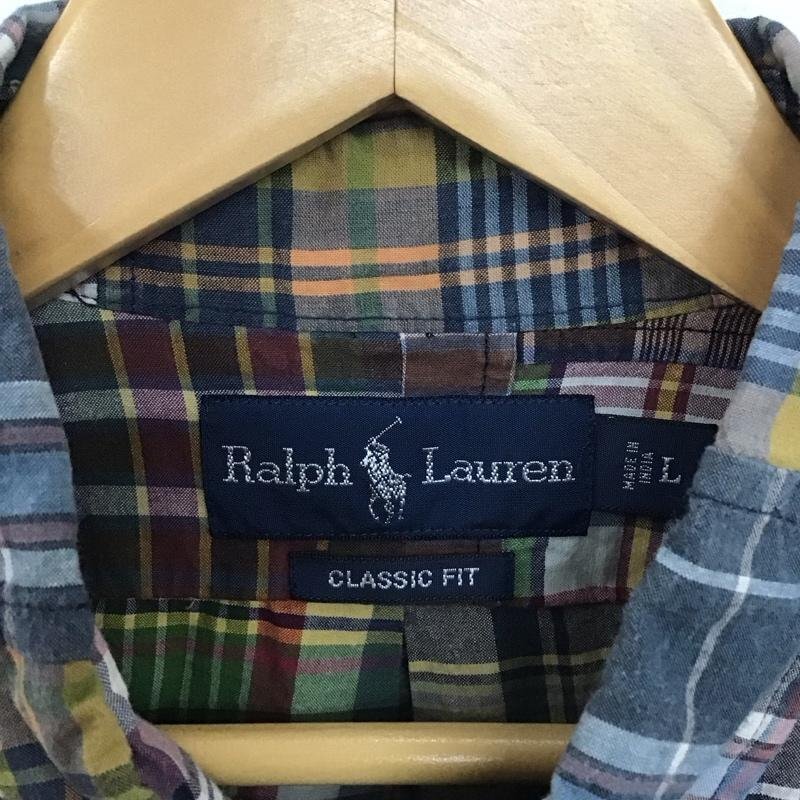 Ralph Lauren
MADE IN
INDIA
L
CLASSIC FIT